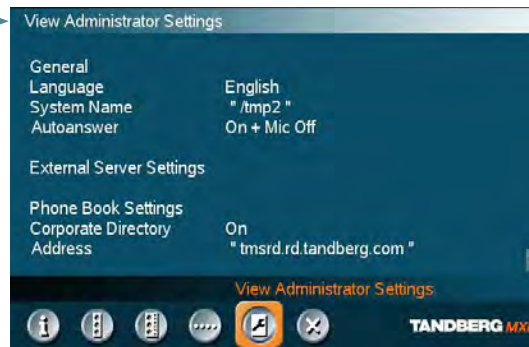 View Administrator Settings
General
Language English
System Name "/tmp2"
Autoanswer On + Mic Off
External Server Settings
Phone Book Settings
Corporate Directory On
Address "tmsrd.rd.tandberg.com"
View Administrator Settings
TANDBERG MXP